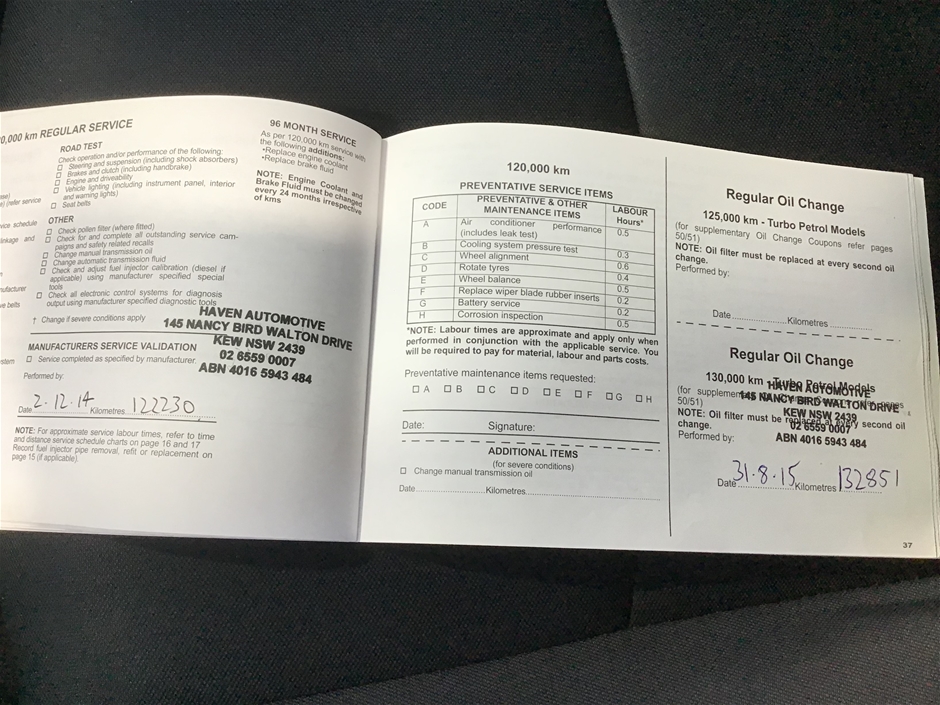 0,000 km REGULAR SERVICE
ROAD TEST
Check operation and/or performance of the following:
□ Steering and suspension (including shock absorbers)
□ Brakes and clutch (including handbrake)
□ Engine and driveability
□ Vehicle lighting (including instrument panel, interior
and warning lights)
□ Seat belts
(refer service
vice schedule
linkage and
nufacturer
ve belts
stem
OTHER
□ Check pollen filter (where fitted)
□ Check for and complete all outstanding service cam-
paigns and safety related recalls
□ Change manual transmission oil
□ Change automatic transmission fluid
□ Check and adjust fuel injector calibration (diesel if
applicable) using manufacturer specified special
tools
□ Check all electronic control systems for diagnosis
output using manufacturer specified diagnostic tools
† Change if severe conditions apply
96 MONTH SERVICE
As per 120,000 km service with
the following additions:
•Replace engine coolant
•Replace brake fluid
NOTE: Engine Coolant and
Brake Fluid must be changed
every 24 months irrespective
of kms
HAVEN AUTOMOTIVE
145 NANCY BIRD WALTON DRIVE
KEW NSW 2439
02 6559 0007
ABN 4016 5943 484
MANUFACTURERS SERVICE VALIDATION
□ Service completed as specified by manufacturer
Performed by:
Date 2.12.14 Kilometres 122230
NOTE: For approximate service labour times, refer to time
and distance service schedule charts on page 16 and 17
Record fuel injector pipe removal, refit or replacement on
page 15 (if applicable).
120,000 km
PREVENTATIVE SERVICE ITEMS
CODE PREVENTATIVE & OTHER MAINTENANCE ITEMS LABOUR Hours*
A Air conditioner performance (includes leak test) 0.5
B Cooling system pressure test 0.3
C Wheel alignment 0.6
D Rotate tyres 0.4
E Wheel balance 0.5
F Replace wiper blade rubber inserts 0.2
G Battery service 0.2
H Corrosion inspection 0.5
*NOTE: Labour times are approximate and apply only when
performed in conjunction with the applicable service. You
will be required to pay for material, labour and parts costs.
Preventative maintenance items requested:
□ A □ B □ C □ D □ E □ F □ G □ H
Date: Signature:
ADDITIONAL ITEMS
(for severe conditions)
□ Change manual transmission oil
Date Kilometres
Regular Oil Change
125,000 km - Turbo Petrol Models
(for supplementary Oil Change Coupons refer pages
50/51)
NOTE: Oil filter must be replaced at every second oil
change.
Performed by:
Date Kilometres
Regular Oil Change
130,000 km - Turbo Petrol Models
HAVEN AUTOMOTIVE
145 NANCY BIRD WALTON DRIVE
KEW NSW 2439
02 6559 0007
ABN 4016 5943 484
50/51)
NOTE: Oil filter must be replaced at every second oil
change.
Performed by:
Date 31.8.15 Kilometres 132851
37